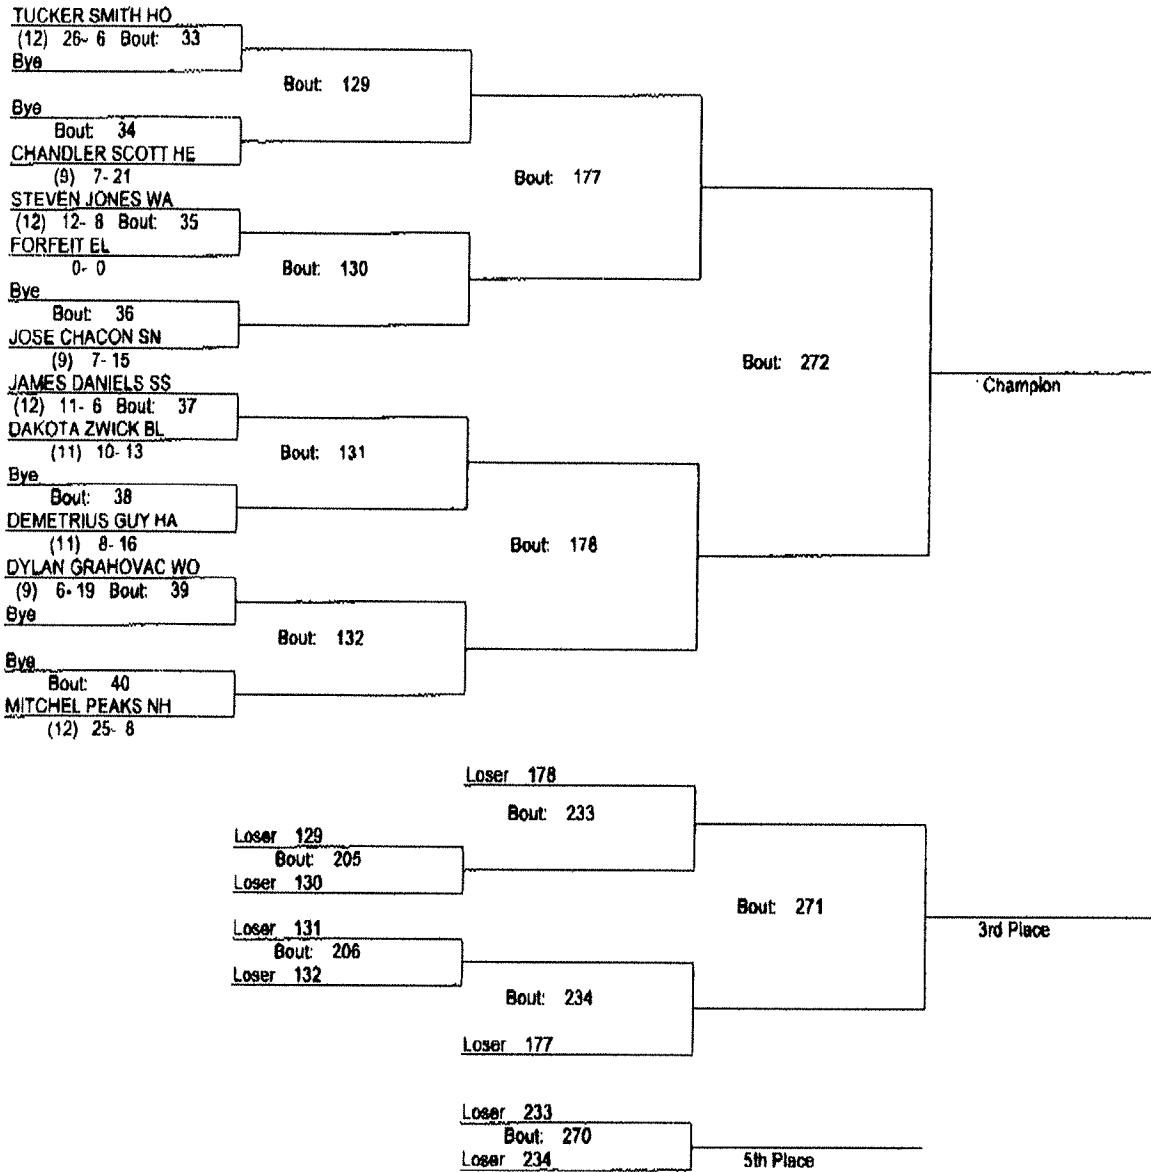 TUCKER SMITH HO
(12) 26- 6 Bout: 33
Bye
Bout: 129
Bye
Bout: 34
CHANDLER SCOTT HE
(9) 7-21
Bout: 177
STEVEN JONES WA
(12) 12- 8 Bout: 35
FORFEIT EL
0- 0
Bout: 130
Bye
Bout: 36
JOSE CHACON SN
(9) 7-15
Bout: 272
Champion
JAMES DANIELS SS
(12) 11- 6 Bout: 37
DAKOTA ZWICK BL
(11) 10-13
Bout: 131
Bye
Bout: 38
DEMETRIUS GUY HA
(11) 8-16
Bout: 178
DYLAN GRAHOVAC WO
(9) 6-19 Bout: 39
Bye
Bout: 132
Bye
Bout: 40
MITCHEL PEAKS NH
(12) 25- 8
Loser 178
Bout: 233
Loser 129
Bout: 205
Loser 130
Bout: 271
3rd Place
Loser 131
Bout: 206
Loser 132
Bout: 234
Loser 177
Loser 233
Bout: 270
Loser 234
5th Place